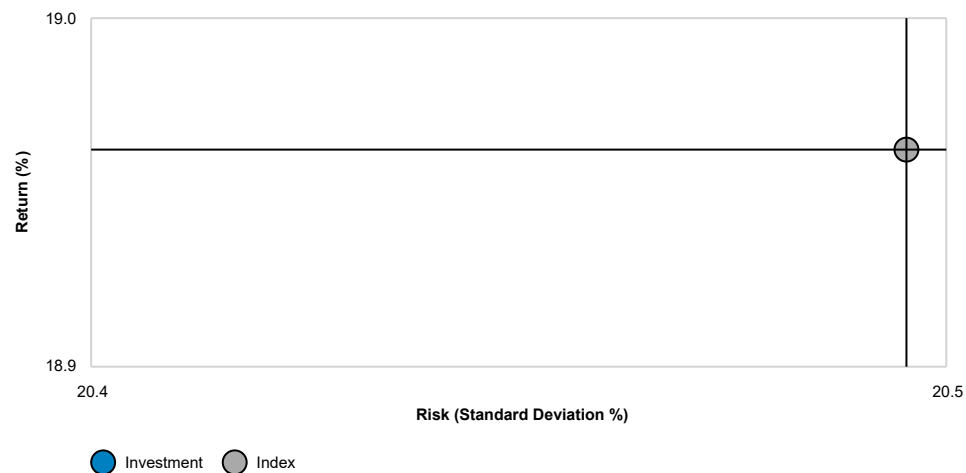 19.0
Return (%)
18.9
20.4
20.5
Risk (Standard Deviation %)
Investment
Index